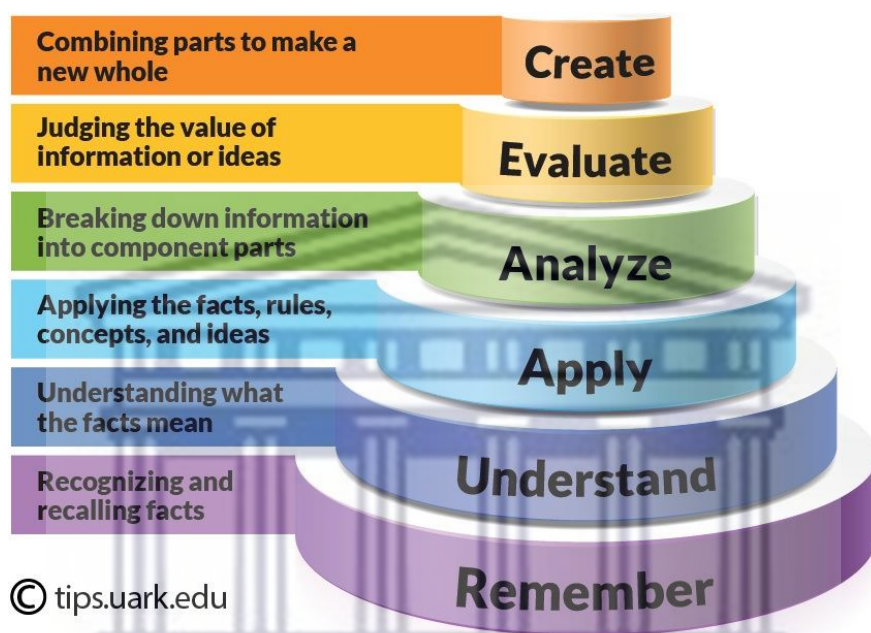 Combining parts to make a
new whole
Create
Judging the value of
information or ideas
Evaluate
Breaking down information
into component parts
Analyze
Applying the facts, rules,
concepts, and ideas
Apply
Understanding what
the facts mean
Understand
Recognizing and
recalling facts
Remember
© tips.uark.edu